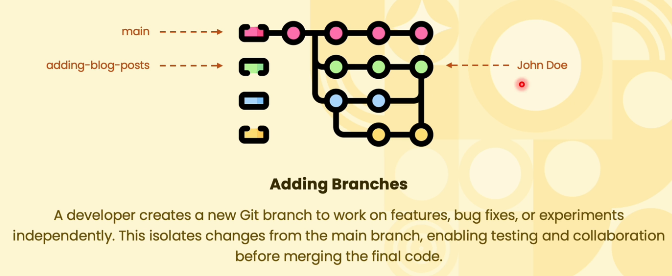 main
adding-blog-posts
John Doe
Adding Branches
A developer creates a new Git branch to work on features, bug fixes, or experiments
independently. This isolates changes from the main branch, enabling testing and collaboration
before merging the final code.